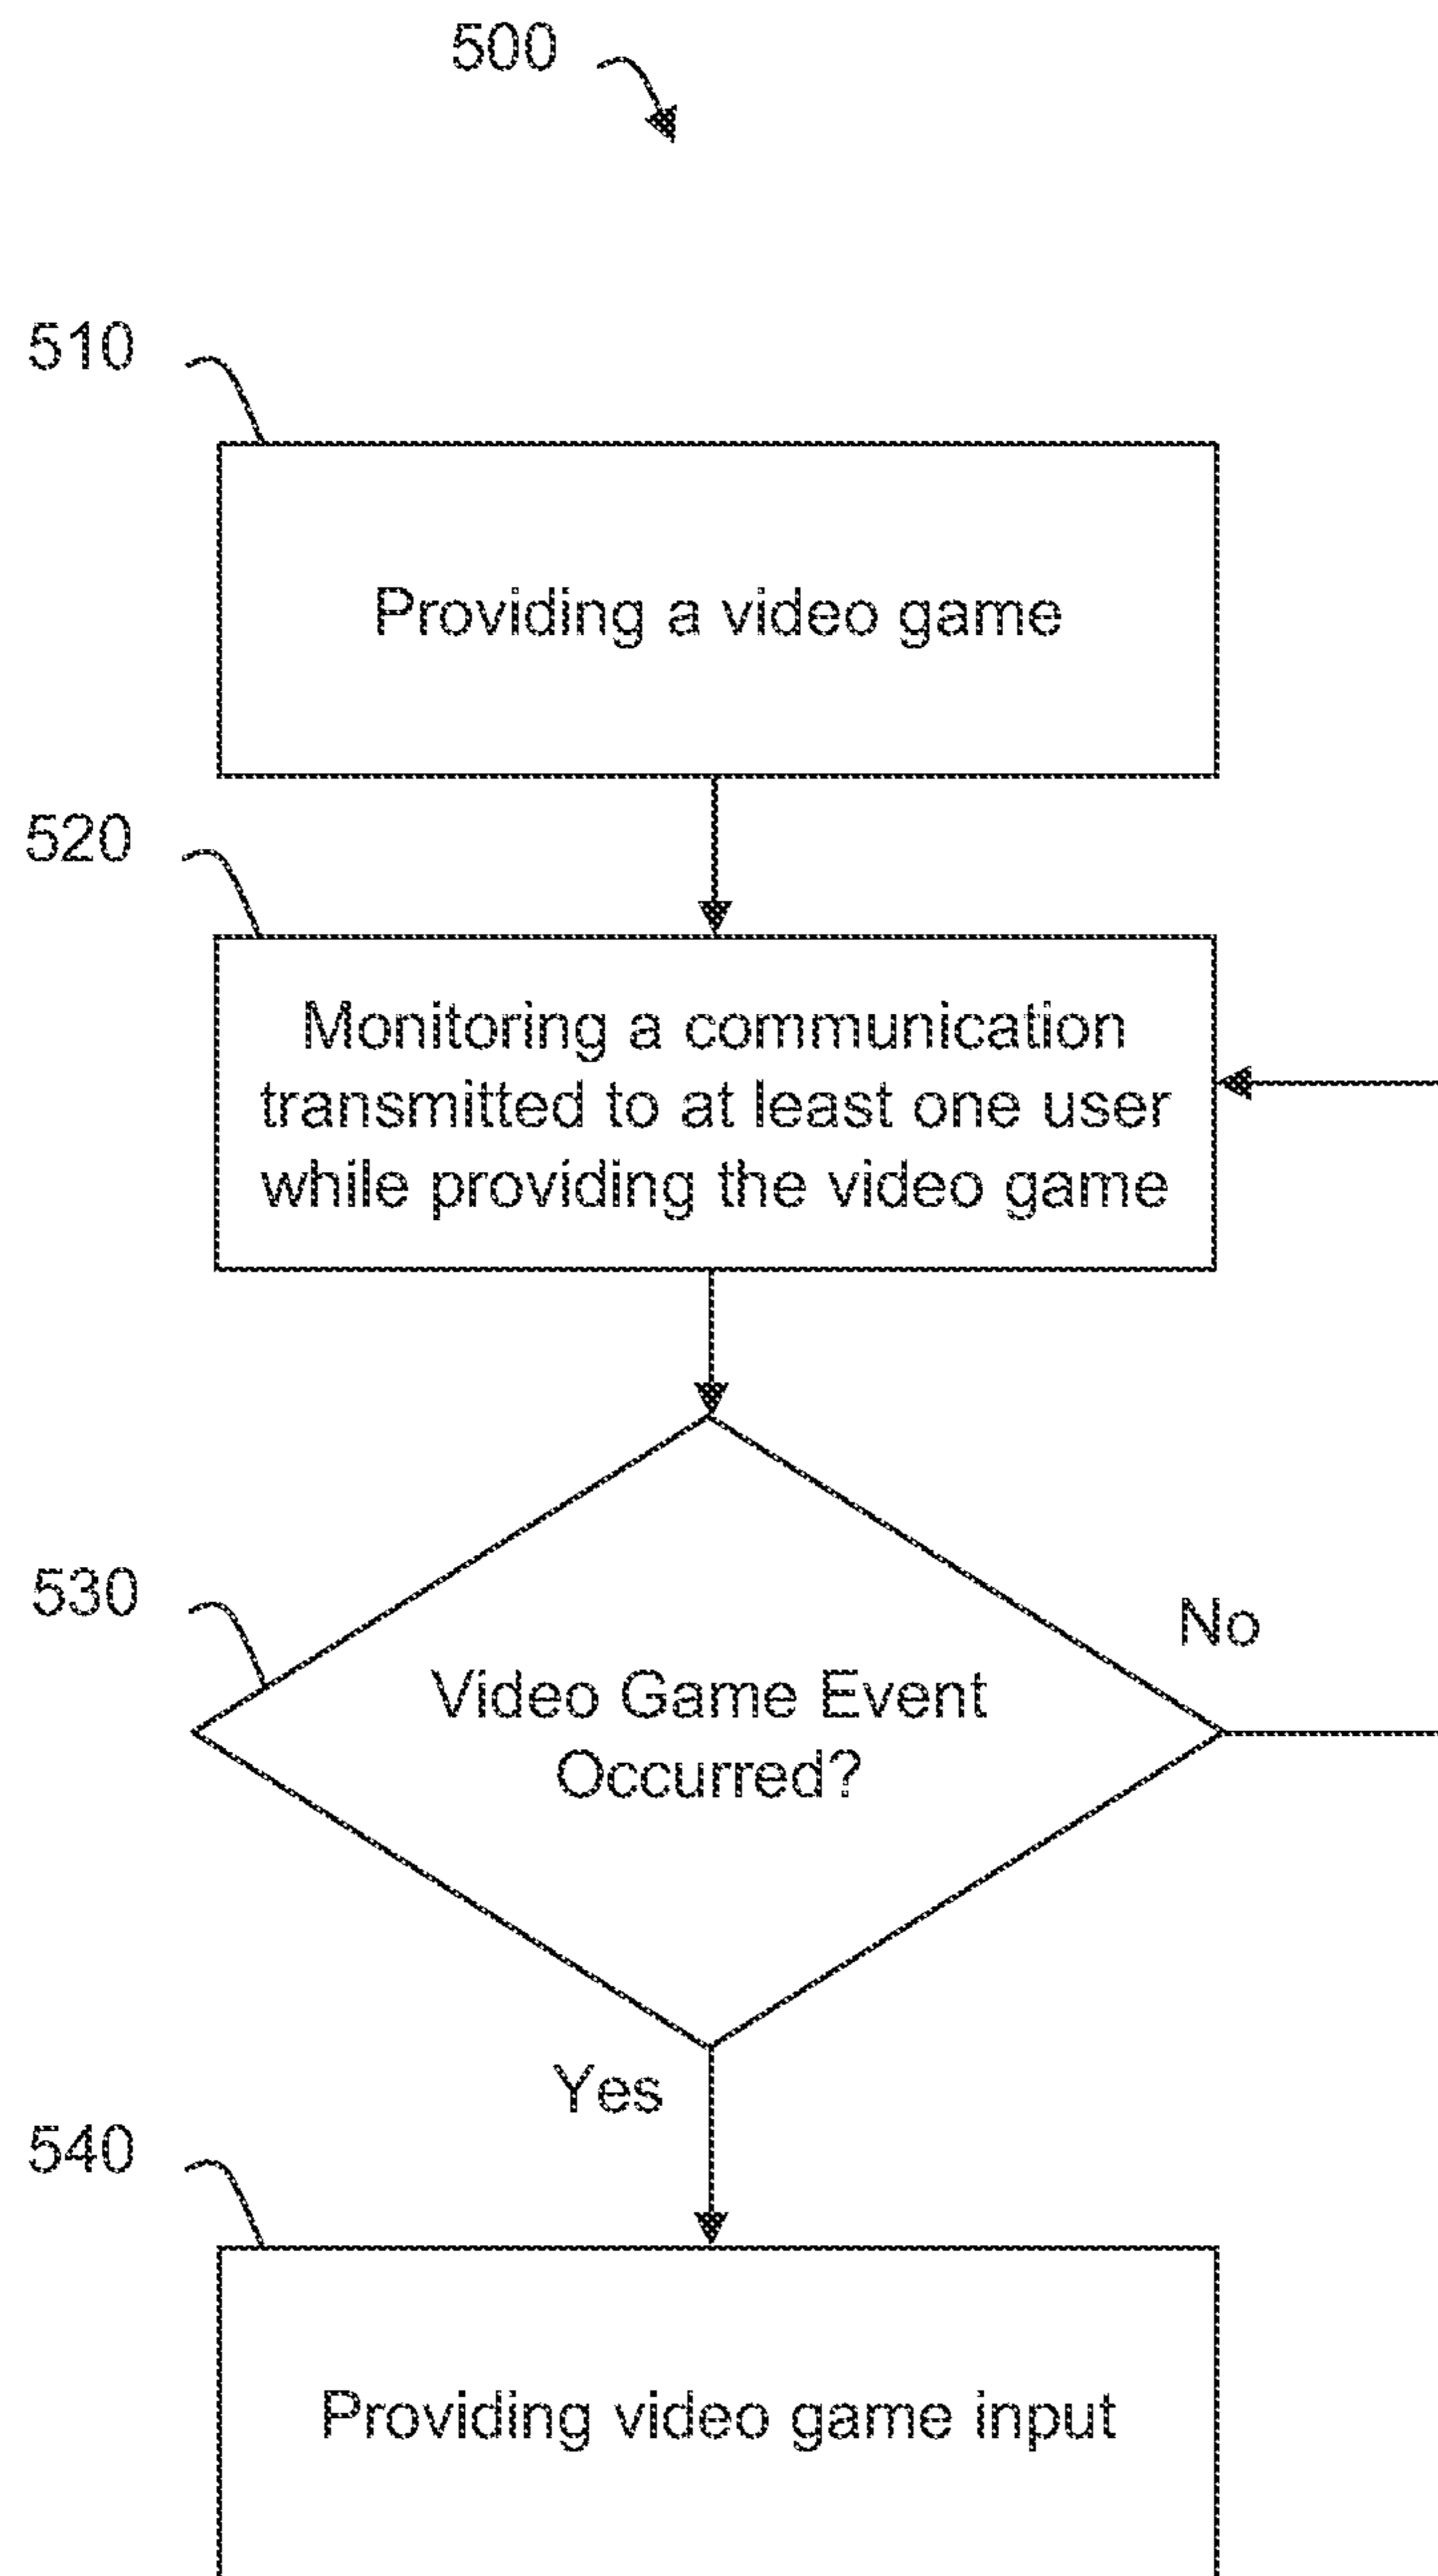 500
510
Providing a video game
520
Monitoring a communication
transmitted to at least one user
while providing the video game
530
Video Game Event
Occurred?
No
Yes
540
Providing video game input